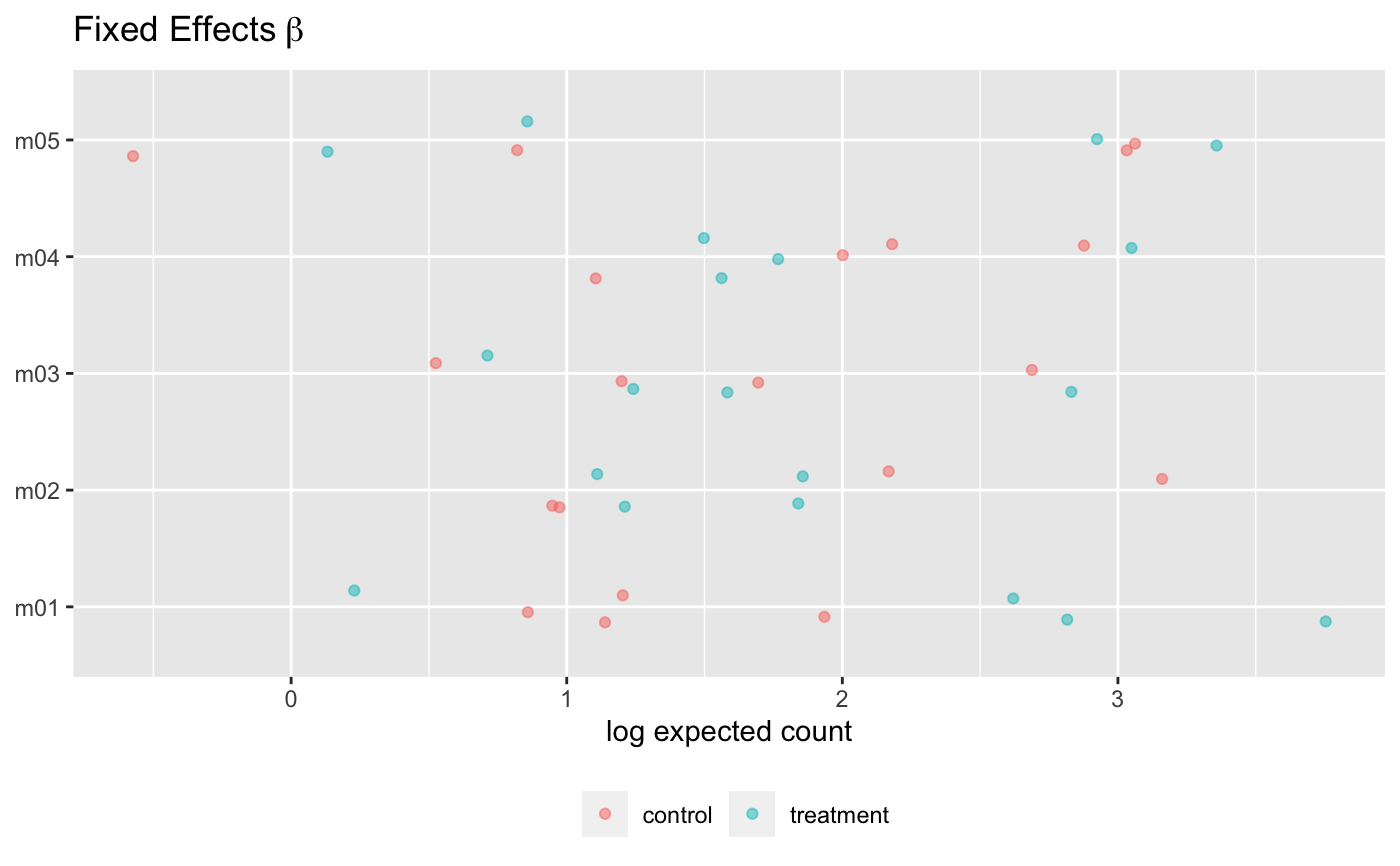 Fixed Effects β
m05
m04
m03
m02
m01
0 1 2 3
log expected count
control treatment